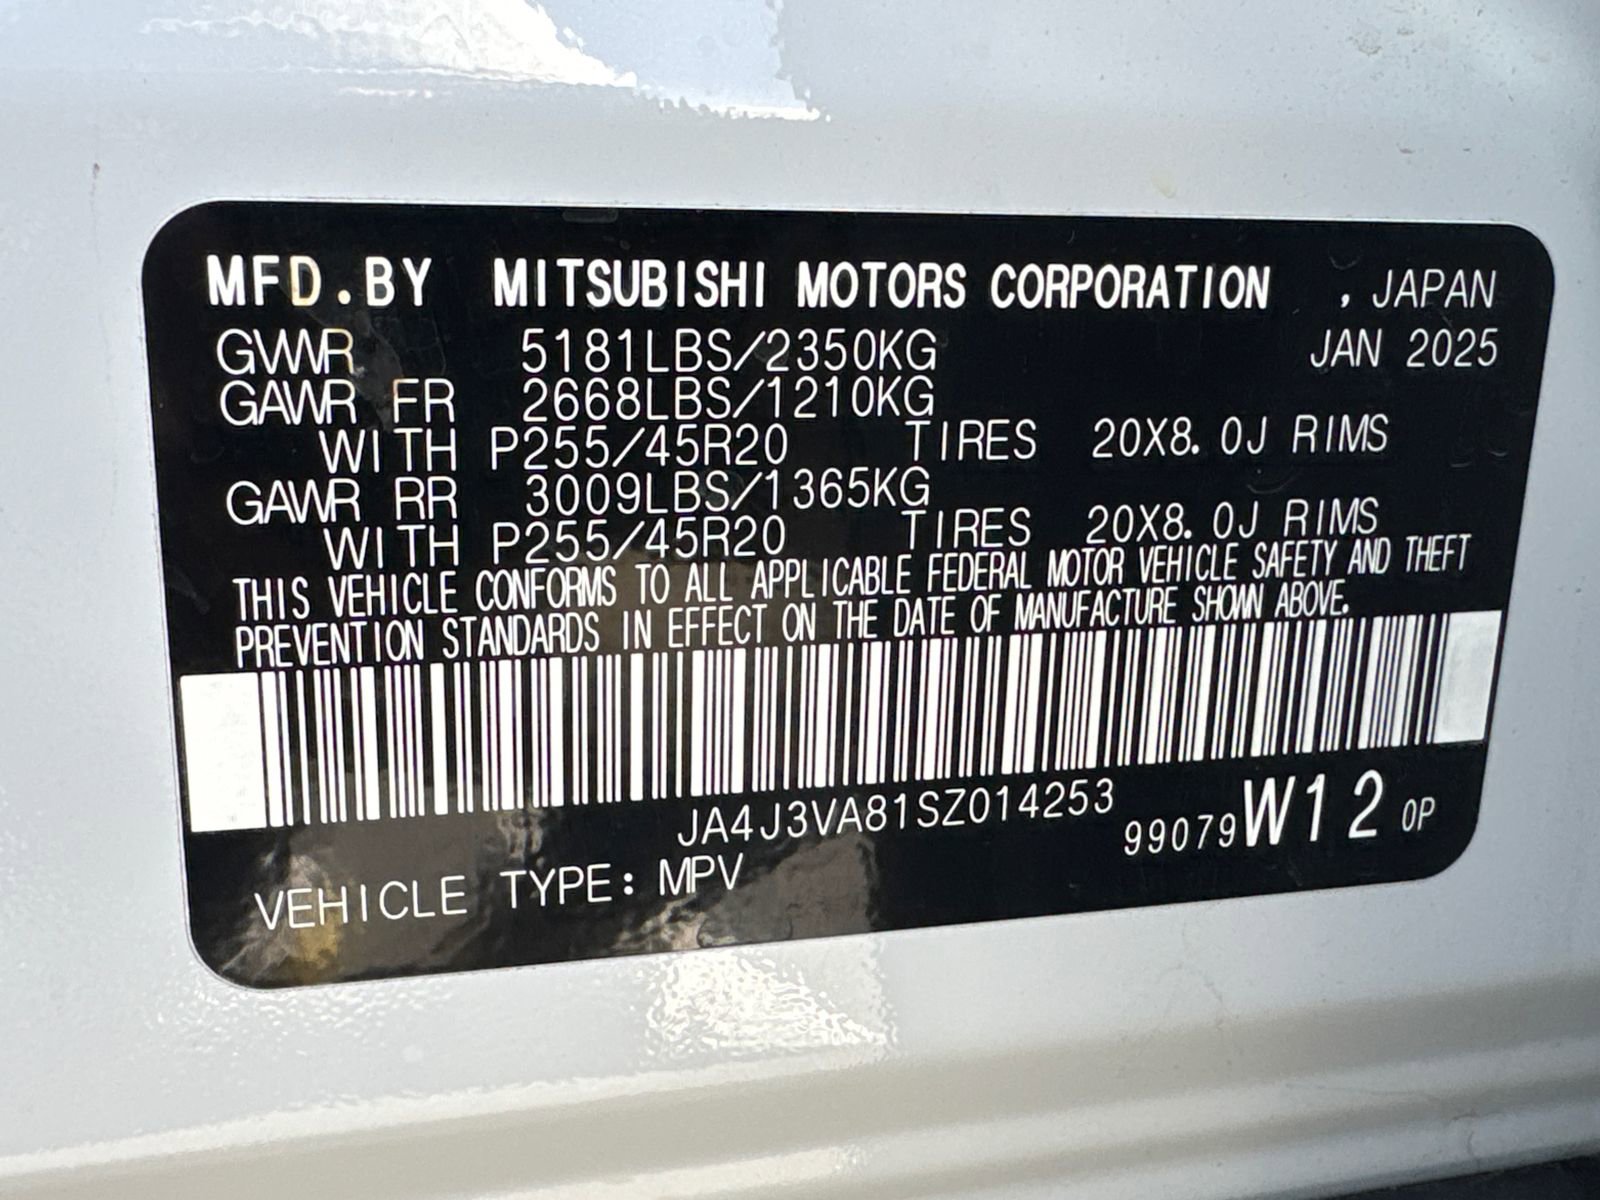 MFD.BY MITSUBISHI MOTORS CORPORATION , JAPAN
GVWR 5181LBS/2350KG JAN 2025
GAWR FR 2668LBS/1210KG
WITH P255/45R20 TIRES 20X8.0J RIMS
GAWR RR 3009LBS/1365KG
WITH P255/45R20 TIRES 20X8.0J RIMS
THIS VEHICLE CONFORMS TO ALL APPLICABLE FEDERAL MOTOR VEHICLE SAFETY AND THEFT
PREVENTION STANDARDS IN EFFECT ON THE DATE OF MANUFACTURE SHOWN ABOVE.
JA4J3VA81SZ014253
99079 W12 0P
VEHICLE TYPE: MPV